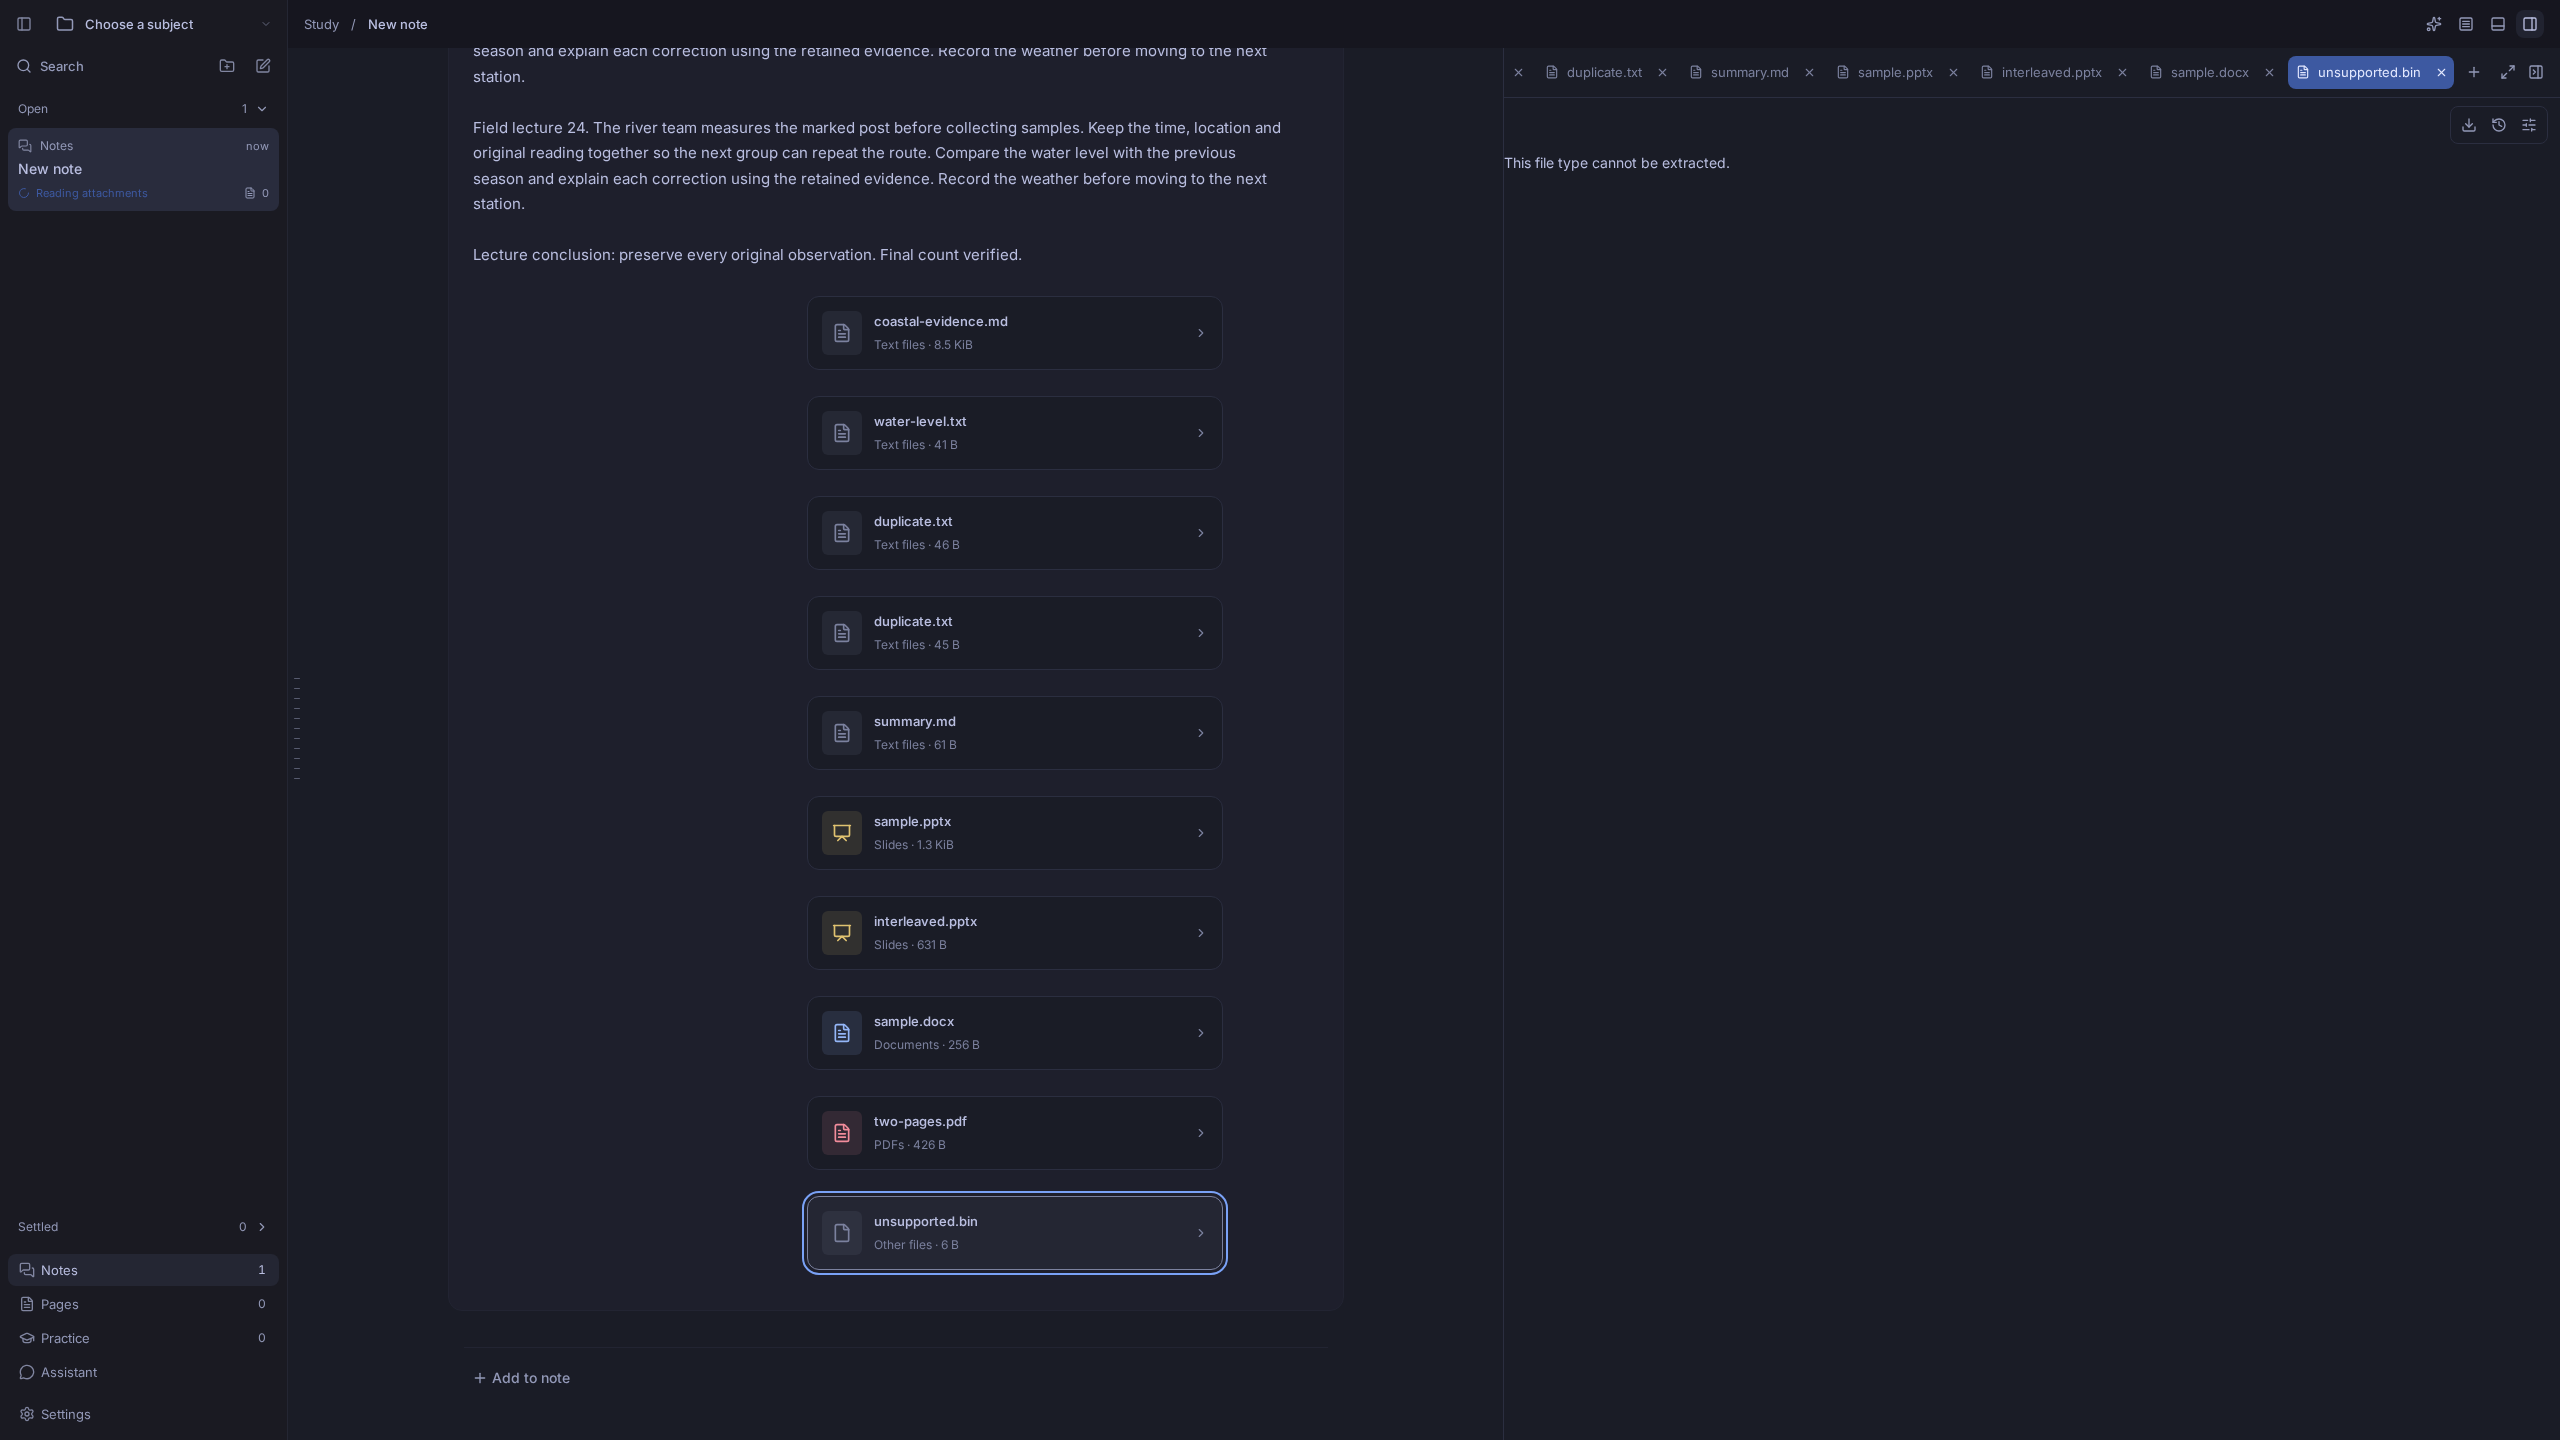 Choose a subject
Search
Open 1
Notes now
New note
Reading attachments 0
Settled 0
Notes 1
Pages 0
Practice 0
Assistant
Settings
Study / New note
season and explain each correction using the retained evidence. Record the weather before moving to the next
station.
Field lecture 24. The river team measures the marked post before collecting samples. Keep the time, location and
original reading together so the next group can repeat the route. Compare the water level with the previous
season and explain each correction using the retained evidence. Record the weather before moving to the next
station.
Lecture conclusion: preserve every original observation. Final count verified.
coastal-evidence.md
Text files · 8.5 KiB
water-level.txt
Text files · 41 B
duplicate.txt
Text files · 46 B
duplicate.txt
Text files · 45 B
summary.md
Text files · 61 B
sample.pptx
Slides · 1.3 KiB
interleaved.pptx
Slides · 631 B
sample.docx
Documents · 256 B
two-pages.pdf
PDFs · 426 B
unsupported.bin
Other files · 6 B
Add to note
duplicate.txt summary.md sample.pptx interleaved.pptx sample.docx unsupported.bin
This file type cannot be extracted.